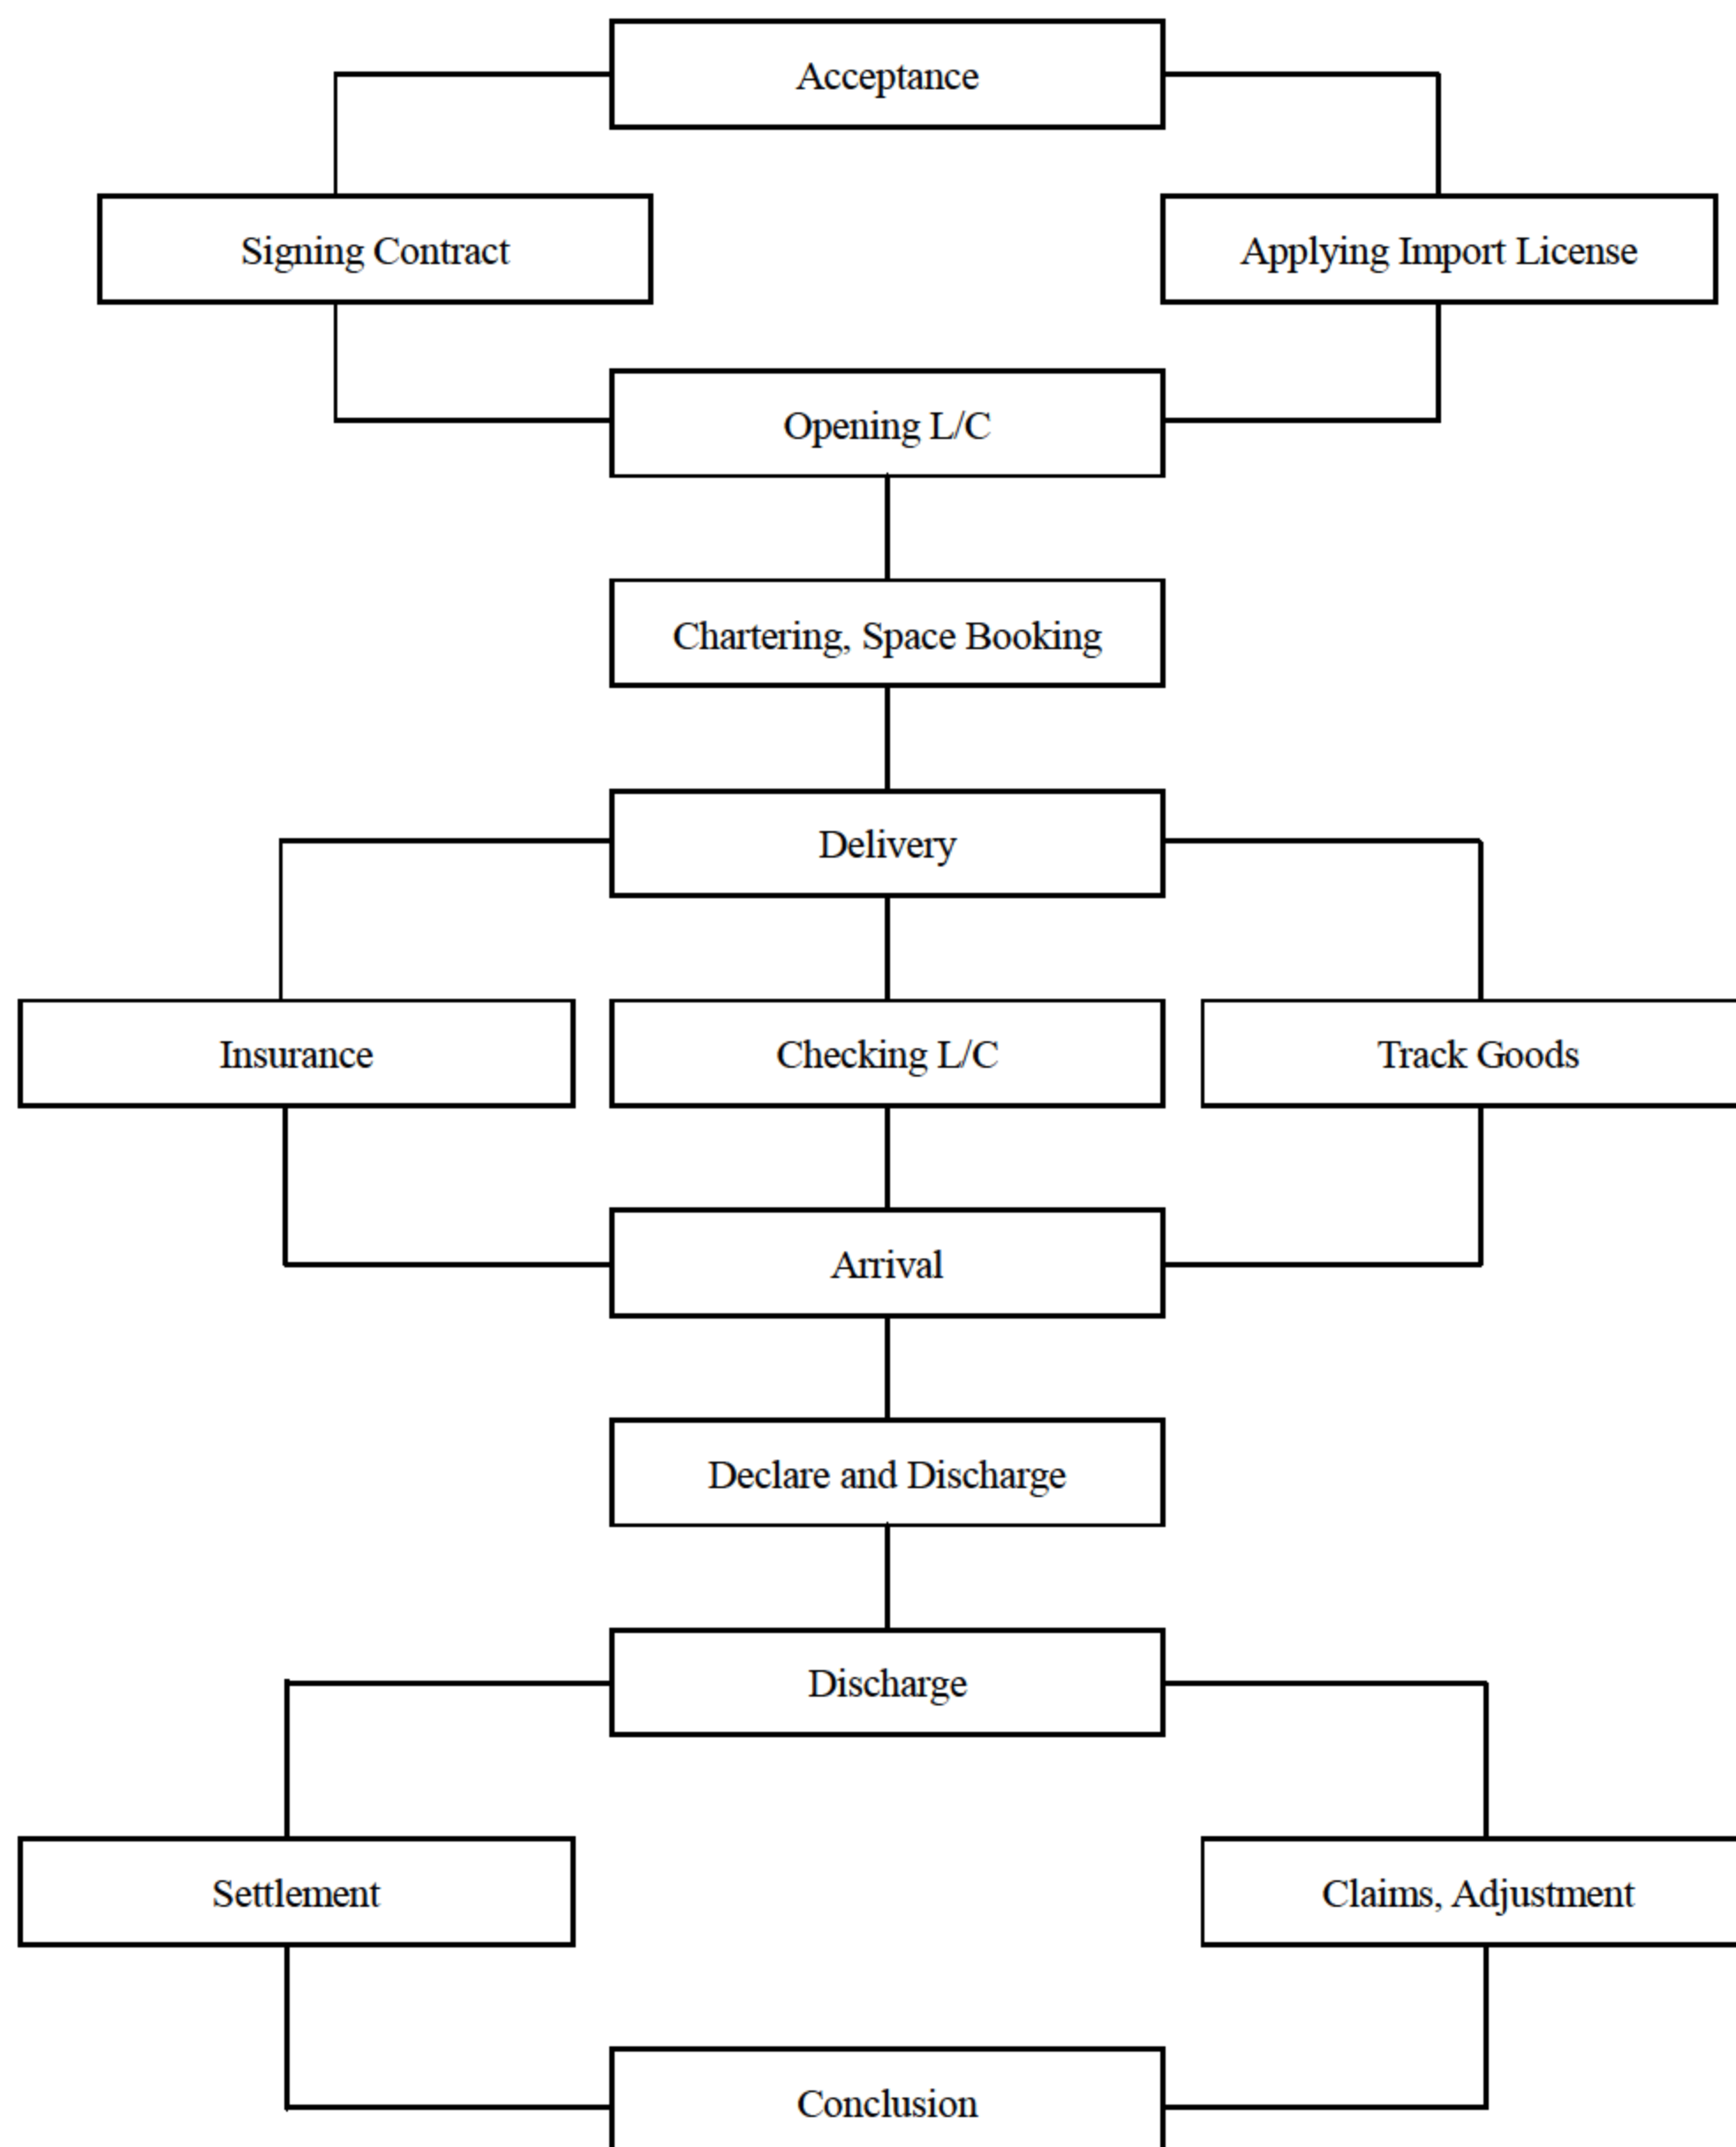 Acceptance
Signing Contract
Applying Import License
Opening L/C
Chartering, Space Booking
Delivery
Insurance
Checking L/C
Track Goods
Arrival
Declare and Discharge
Discharge
Settlement
Claims, Adjustment
Conclusion